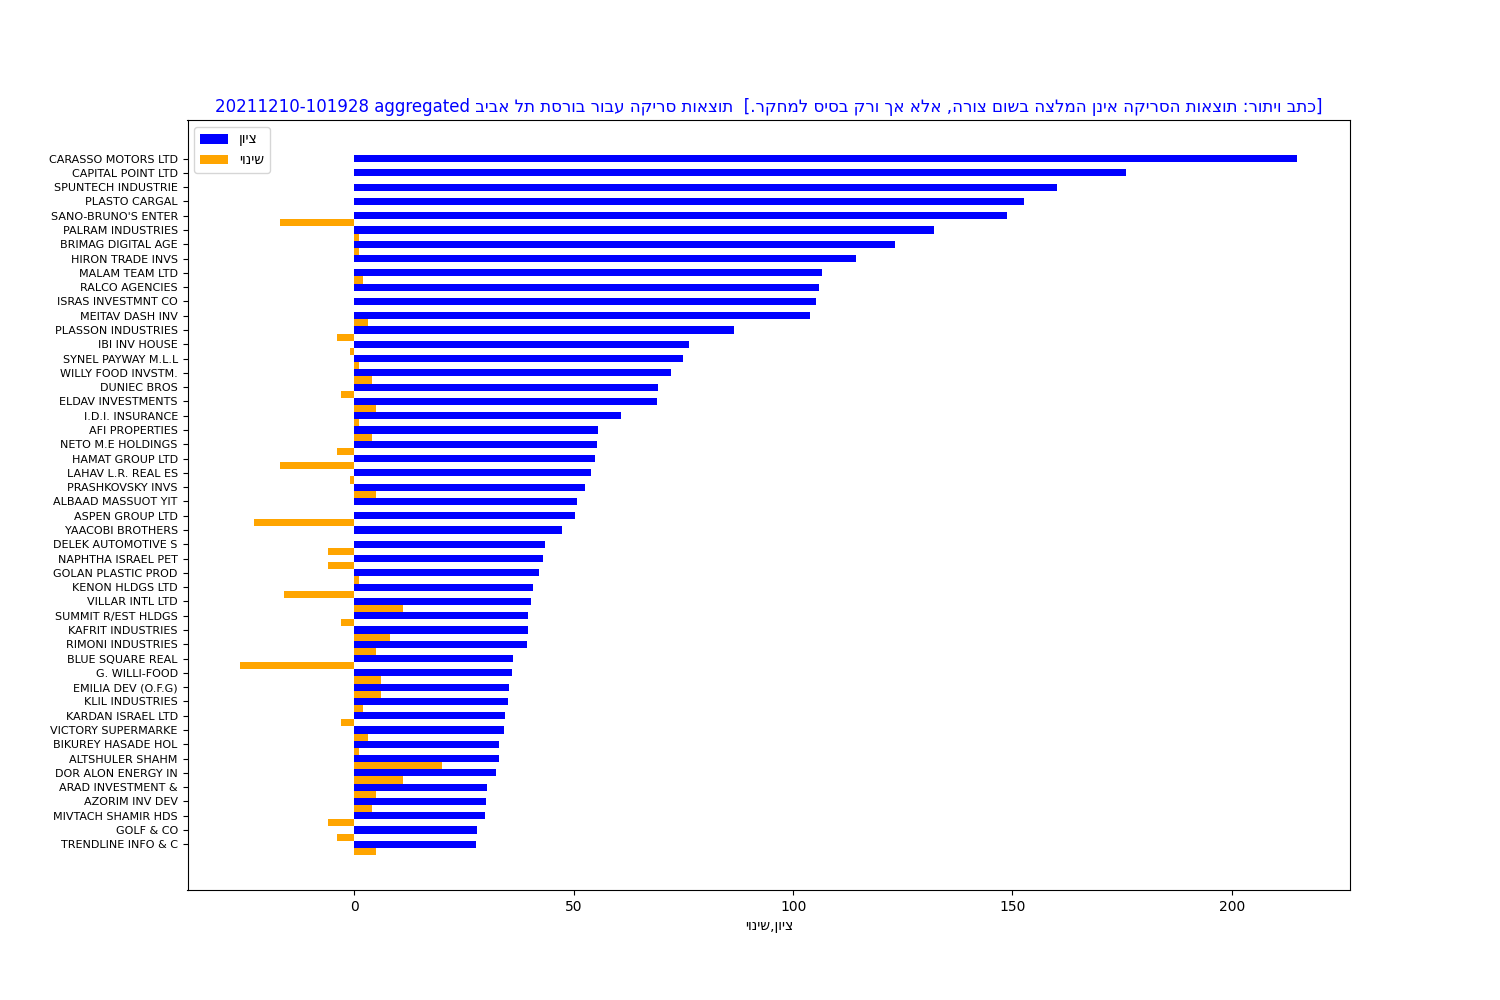 [כתב ויתור: תוצאות הסריקה אינן המלצה בשום צורה, אלא אך ורק בסיס למחקר.] תוצאות סריקה עבור בורסת תל אביב 20211210-101928 aggregated
ציון
שינוי
CARASSO MOTORS LTD
CAPITAL POINT LTD
SPUNTECH INDUSTRIE
PLASTO CARGAL
SANO-BRUNO'S ENTER
PALRAM INDUSTRIES
BRIMAG DIGITAL AGE
HIRON TRADE INVS
MALAM TEAM LTD
RALCO AGENCIES
ISRAS INVESTMNT CO
MEITAV DASH INV
PLASSON INDUSTRIES
IBI INV HOUSE
SYNEL PAYWAY M.L.L
WILLY FOOD INVSTM.
DUNIEC BROS
ELDAV INVESTMENTS
I.D.I. INSURANCE
AFI PROPERTIES
NETO M.E HOLDINGS
HAMAT GROUP LTD
LAHAV L.R. REAL ES
PRASHKOVSKY INVS
ALBAAD MASSUOT YIT
ASPEN GROUP LTD
YAACOBI BROTHERS
DELEK AUTOMOTIVE S
NAPHTHA ISRAEL PET
GOLAN PLASTIC PROD
KENON HLDGS LTD
VILLAR INTL LTD
SUMMIT R/EST HLDGS
KAFRIT INDUSTRIES
RIMONI INDUSTRIES
BLUE SQUARE REAL
G. WILLI-FOOD
EMILIA DEV (O.F.G)
KLIL INDUSTRIES
KARDAN ISRAEL LTD
VICTORY SUPERMARKE
BIKUREY HASADE HOL
ALTSHULER SHAHM
DOR ALON ENERGY IN
ARAD INVESTMENT &
AZORIM INV DEV
MIVTACH SHAMIR HDS
GOLF & CO
TRENDLINE INFO & C
0 50 100 150 200
ציון,שינוי